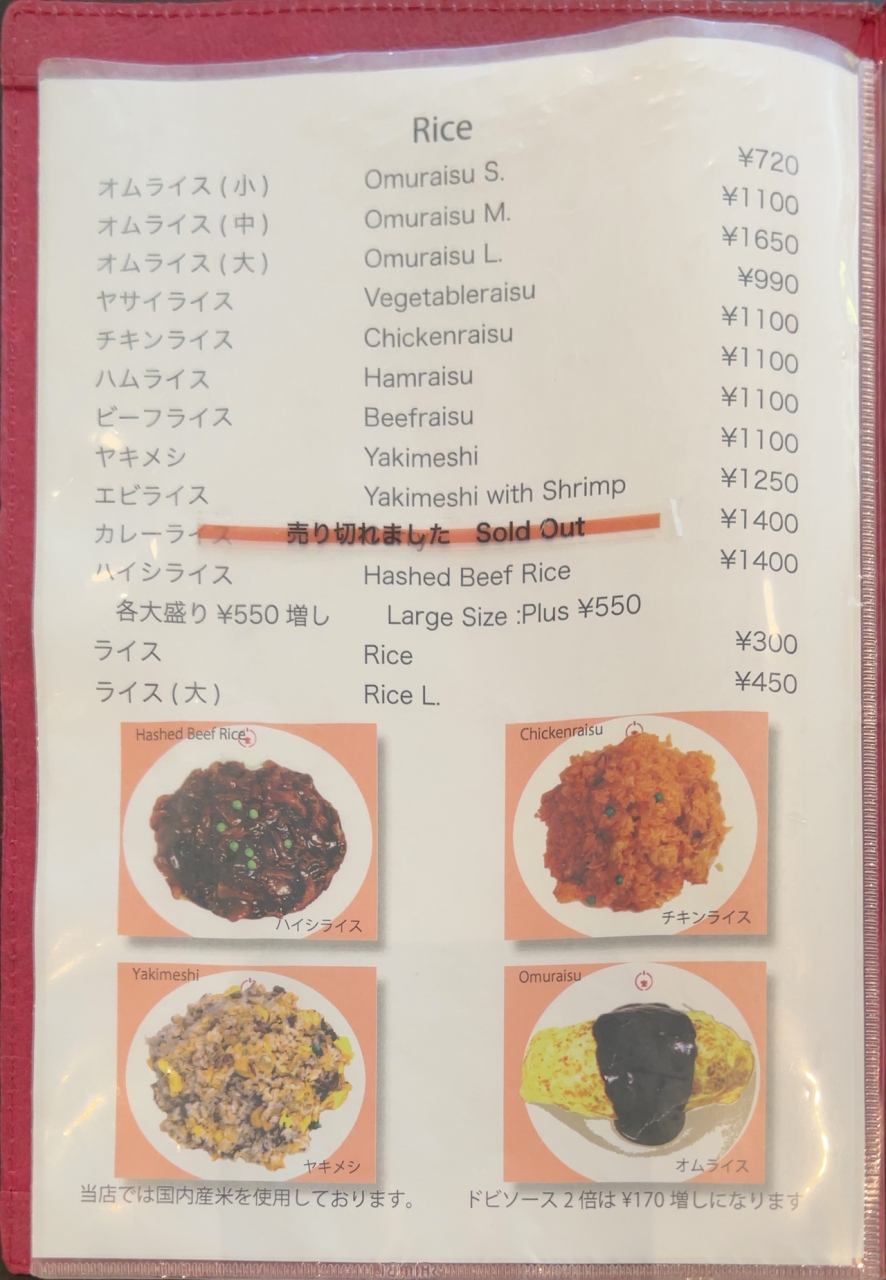 Rice
オムライス ( 小 ) Omuraisu S. ¥720
オムライス ( 中 ) Omuraisu M. ¥1100
オムライス ( 大 ) Omuraisu L. ¥1650
ヤサイライス Vegetableraisu ¥990
チキンライス Chickenraisu ¥1100
ハムライス Hamraisu ¥1100
ビーフライス Beefraisu ¥1100
ヤキメシ Yakimeshi ¥1100
エビライス Yakimeshi with Shrimp ¥1250
カレーライス 売り切れました Sold Out ¥1400
ハイシライス Hashed Beef Rice ¥1400
各大盛り ¥550 増し Large Size :Plus ¥550
ライス Rice ¥300
ライス ( 大 ) Rice L. ¥450
Hashed Beef Rice
ハイシライス
Chickenraisu
チキンライス
Yakimeshi
ヤキメシ
Omuraisu
オムライス
当店では国内産米を使用しております。
ドビソース 2 倍は ¥170 増しになります